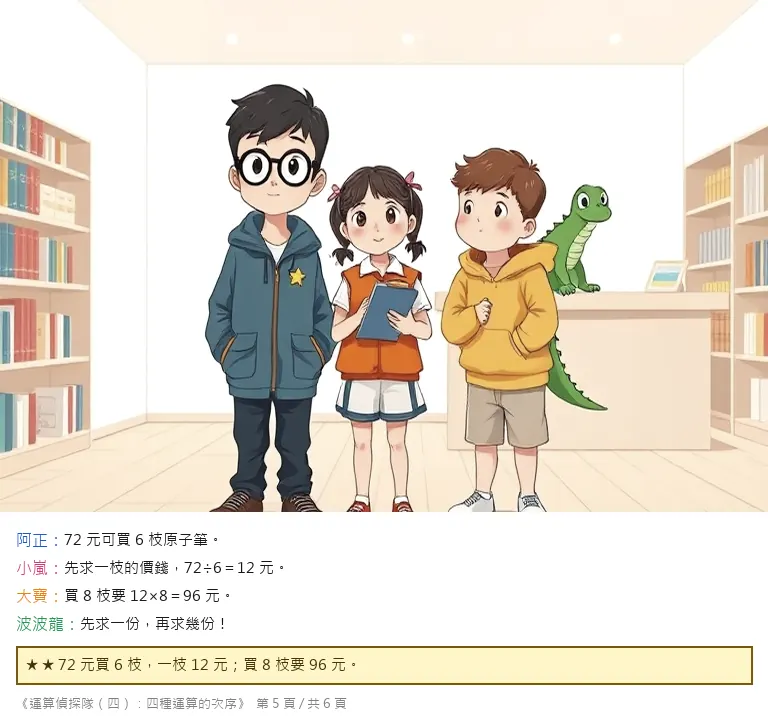 阿正：72 元可買 6 枝原子筆。
小嵐：先求一枝的價錢，72÷6＝12 元。
大寶：買 8 枝要 12×8＝96 元。
波波龍：先求一份，再求幾份！
★★72 元買 6 枝，一枝 12 元；買 8 枝要 96 元。
《運算偵探隊（四）：四種運算的次序》 第 5 頁 / 共 6 頁